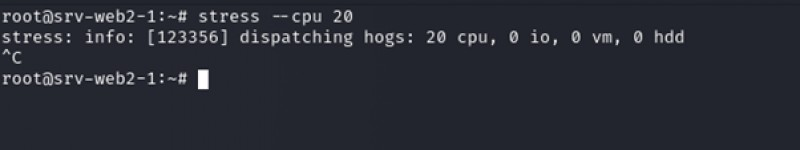 root@srv-web2-1:~# stress --cpu 20
stress: info: [123356] dispatching hogs: 20 cpu, 0 io, 0 vm, 0 hdd
^C
root@srv-web2-1:~#